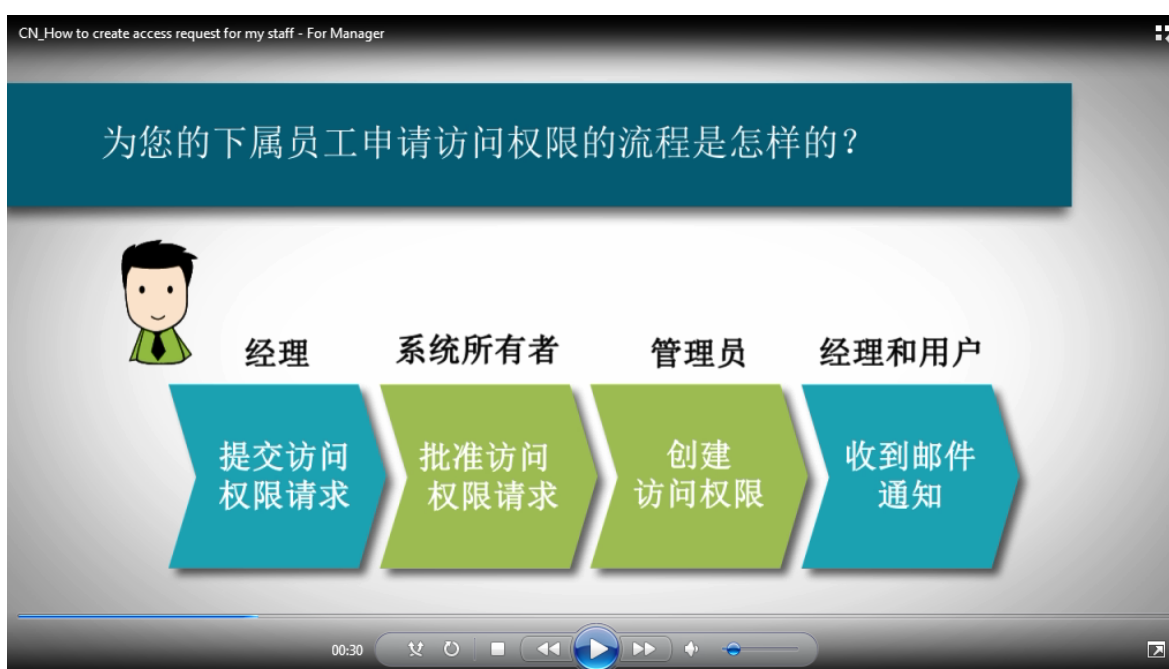 CN_How to create access request for my staff - For Manager
为您的下属员工申请访问权限的流程是怎样的？
经理
系统所有者
管理员
经理和用户
提交访问
权限请求
批准访问
权限请求
创建
访问权限
收到邮件
通知
00:30